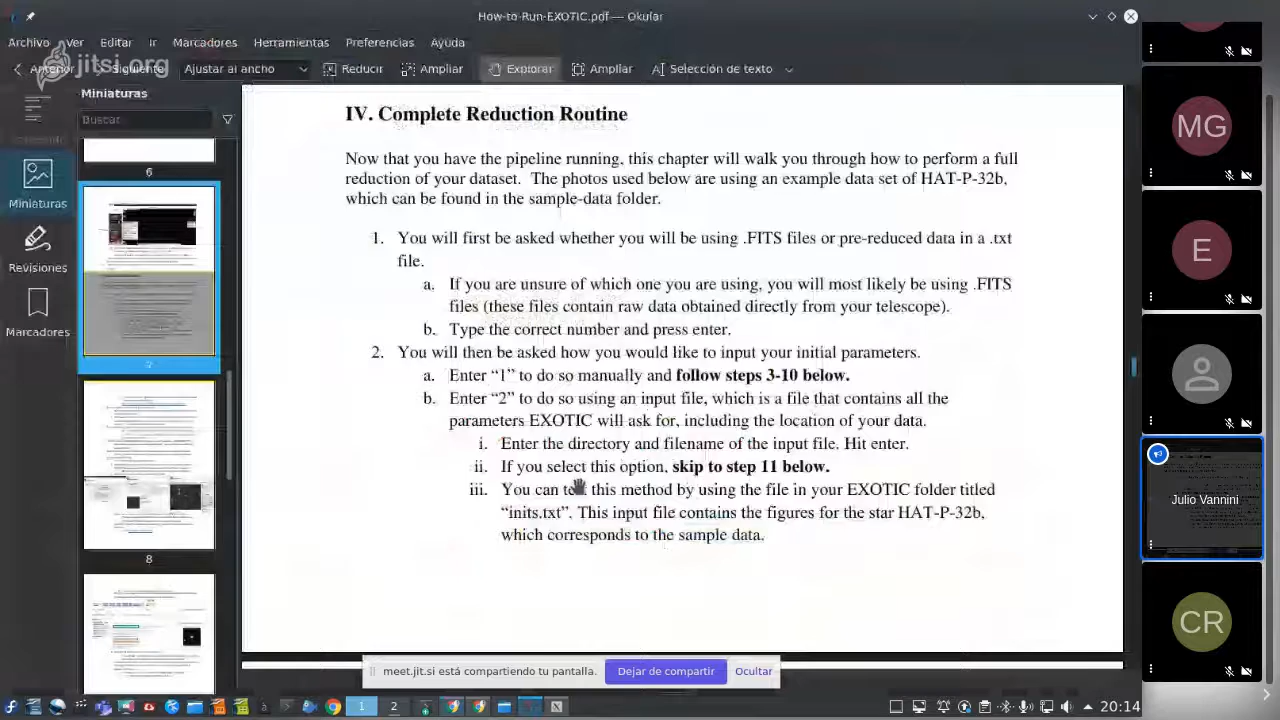 How-to-Run-EXOTIC.pdf — Okular
Archivo Ver Editar Ir Marcadores Herramientas Preferencias Ayuda
jitsi.org
Anterior Siguiente Ajustar al ancho Reducir Ampliar Explorar Ampliar Selección de texto
Miniaturas
Buscar
6
Miniaturas
Revisiones
Marcadores
7
8
IV. Complete Reduction Routine
Now that you have the pipeline running, this chapter will walk you through how to perform a full
reduction of your dataset. The photos used below are using an example data set of HAT-P-32b,
which can be found in the sample-data folder.
1. You will first be asked whether you will be using .FITS files or pre-reduced data in a .txt
file.
a. If you are unsure of which one you are using, you will most likely be using .FITS
files (these files contain raw data obtained directly from your telescope).
b. Type the correct number and press enter.
2. You will then be asked how you would like to input your initial parameters.
a. Enter “1” to do so manually and follow steps 3-10 below.
b. Enter “2” to do so using an input file, which is a file that contains all the
parameters EXOTIC will ask for, including the location of your data.
i. Enter the directory and filename of the input file. Hit enter.
you select this option, skip to step 11 below.
iii. You can test this method by using the file in your EXOTIC folder titled
“inits.txt”. This input file contains the figures for the star HAT-P-32b,
corresponds to the sample data.
meet.jit.si está compartiendo tu pantalla. Dejar de compartir Ocultar
MG
E
Julio Vannini
CR
1 2 20:14